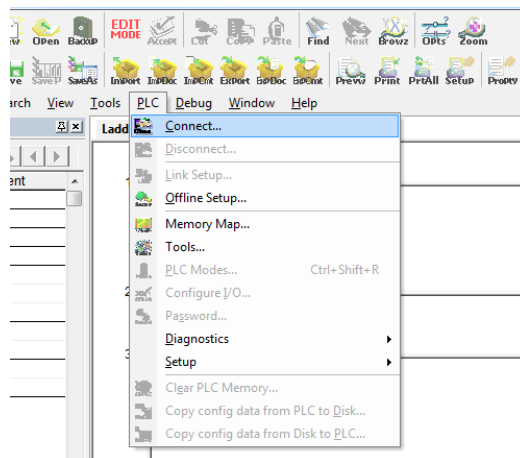 Open Backup EDIT MODE Accept Cut Copy Paste Find Next Browz Opts Zoom
SaveP SaveAs ImPort ImpDoc ImpCmt ExPort ExpDoc ExpCmt Prevw Print PrtAll Setup
View Tools PLC Debug Window Help
Connect...
Disconnect...
Link Setup...
Offline Setup...
Memory Map...
Tools...
PLC Modes... Ctrl+Shift+R
Configure I/O...
Password...
Diagnostics
Setup
Clear PLC Memory...
Copy config data from PLC to Disk...
Copy config data from Disk to PLC...